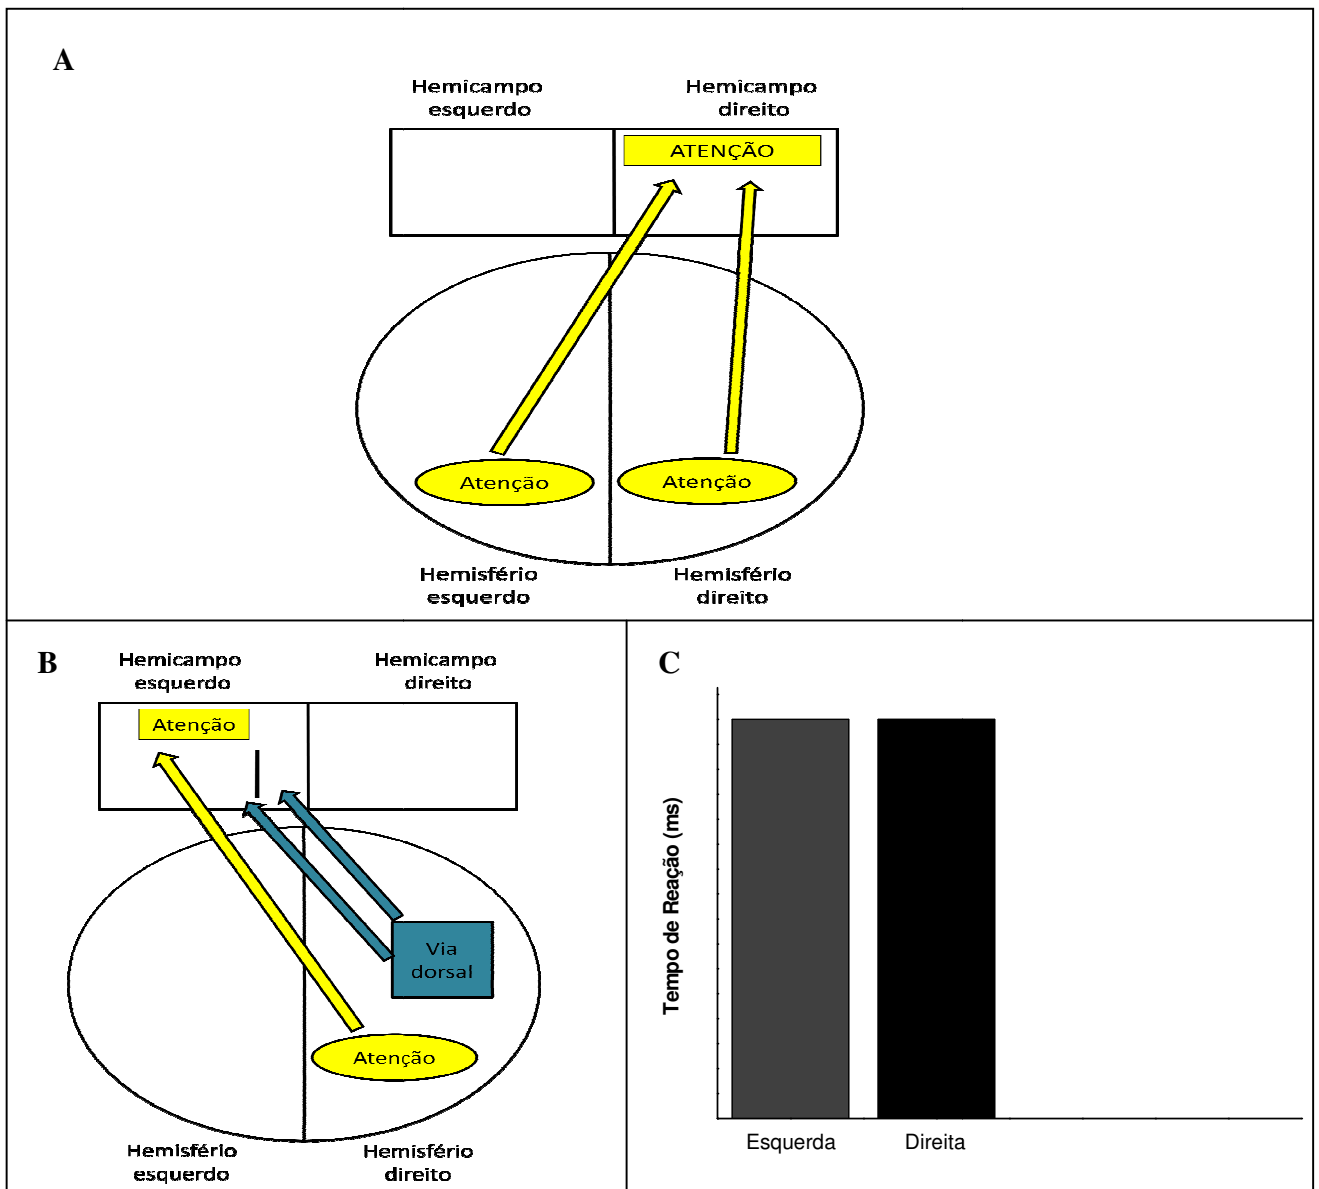 A
Hemicampo
esquerdo
Hemicampo
direito
ATENÇÃO
Atenção
Atenção
Hemisfério
esquerdo
Hemisfério
direito
B
Hemicampo
esquerdo
Hemicampo
direito
Atenção
Via
dorsal
Atenção
Hemisfério
esquerdo
Hemisfério
direito
C
Tempo de Reação (ms)
Esquerda
Direita